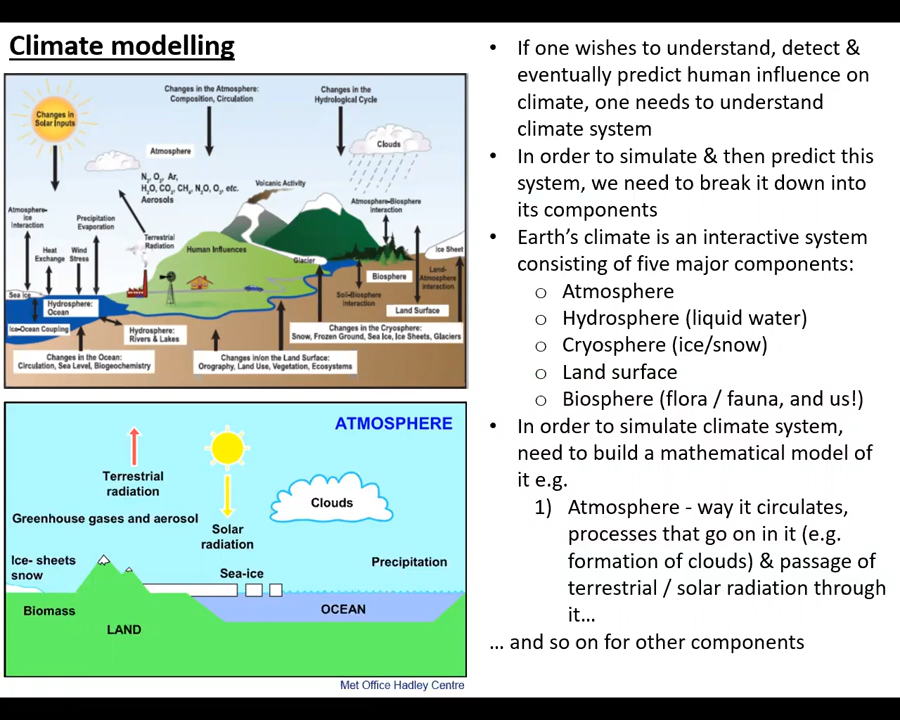 Climate modelling
Changes in the Atmosphere:
Composition, Circulation
Changes in the
Hydrological Cycle
Changes in
Solar Inputs
Clouds
Atmosphere
N2, O2, Ar,
H2O, CO2, CH4, N2O, O3, etc.
Aerosols
Volcanic Activity
Atmosphere-Biosphere
Interaction
Atmosphere-
Ice
Interaction
Precipitation
Evaporation
Terrestrial
Radiation
Heat
Exchange
Wind
Stress
Human Influences
Ice Sheet
Glacier
Biosphere
Land-
Atmosphere
Interaction
Soil-Biosphere
Interaction
Sea Ice
Hydrosphere:
Ocean
Land Surface
Ice-Ocean Coupling
Hydrosphere:
Rivers & Lakes
Changes in the Cryosphere:
Snow, Frozen Ground, Sea Ice, Ice Sheets, Glaciers
Changes in the Ocean:
Circulation, Sea Level, Biogeochemistry
Changes in/on the Land Surface:
Orography, Land Use, Vegetation, Ecosystems
ATMOSPHERE
Terrestrial
radiation
Clouds
Greenhouse gases and aerosol
Solar
radiation
Ice- sheets
snow
Precipitation
Sea-ice
Biomass
OCEAN
LAND
Met Office Hadley Centre
• If one wishes to understand, detect &
eventually predict human influence on
climate, one needs to understand
climate system
• In order to simulate & then predict this
system, we need to break it down into
its components
• Earth's climate is an interactive system
consisting of five major components:
o Atmosphere
o Hydrosphere (liquid water)
o Cryosphere (ice/snow)
o Land surface
o Biosphere (flora / fauna, and us!)
• In order to simulate climate system,
need to build a mathematical model of
it e.g.
1) Atmosphere - way it circulates,
processes that go on in it (e.g.
formation of clouds) & passage of
terrestrial / solar radiation through
it…
… and so on for other components